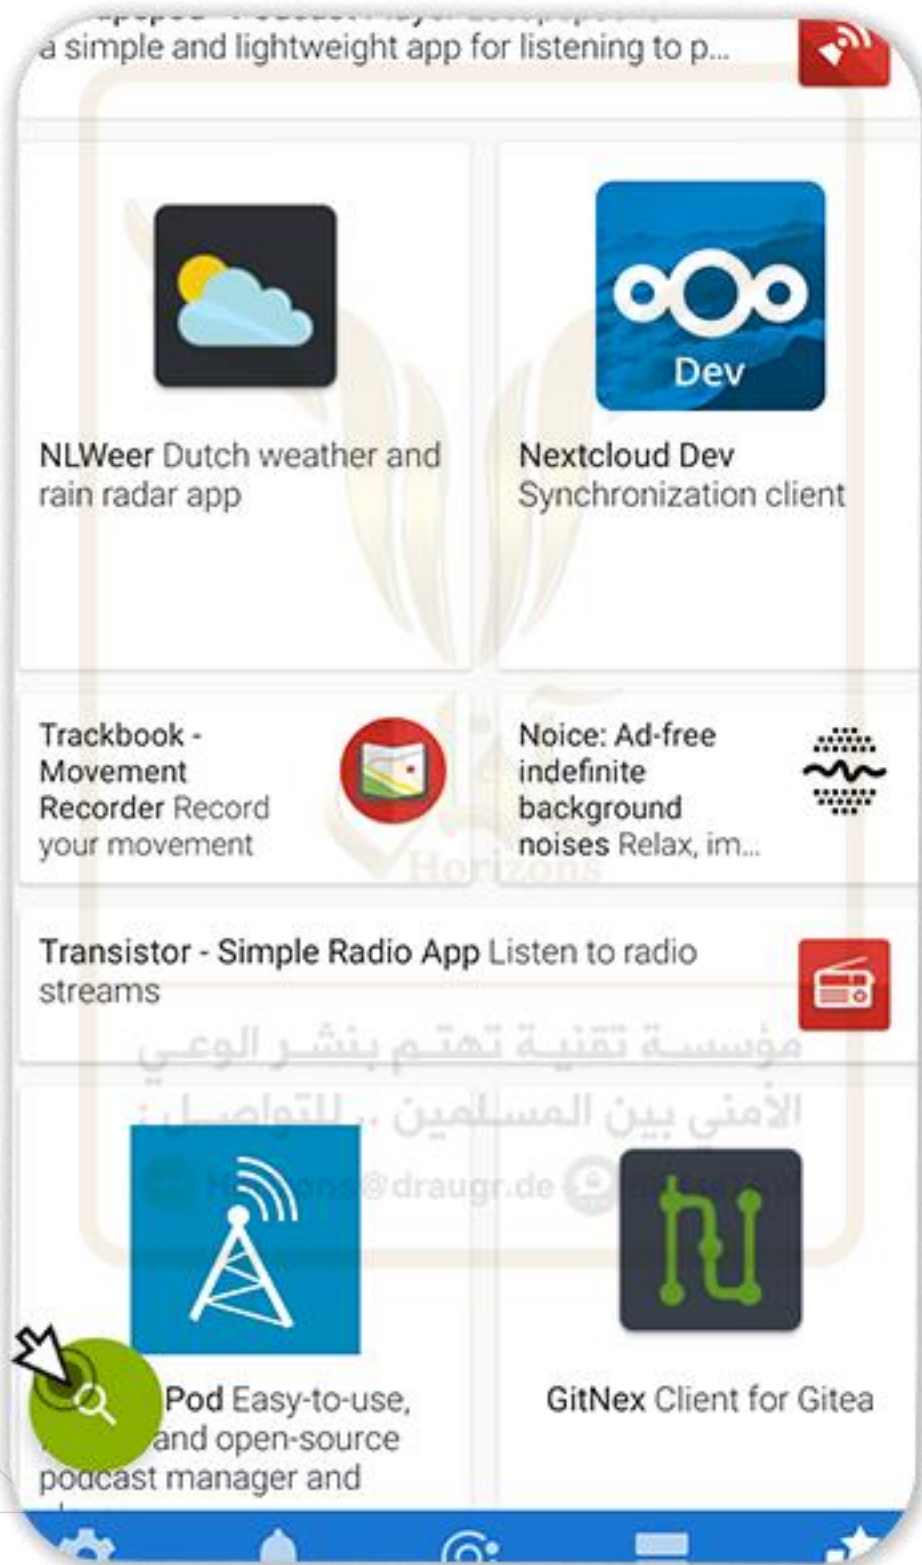 a simple and lightweight app for listening to p...
NLWeer Dutch weather and
rain radar app
Dev
Nextcloud Dev
Synchronization client
Trackbook -
Movement
Recorder Record
your movement
Noice: Ad-free
indefinite
background
noises Relax, im...
Horizons
Transistor - Simple Radio App Listen to radio
streams
مؤسسة تقنية تهتم بنشر الوعي
الأمني بين المسلمين .. للتواصل :
@draugr.de
Pod Easy-to-use,
and open-source
podcast manager and
GitNex Client for Gitea